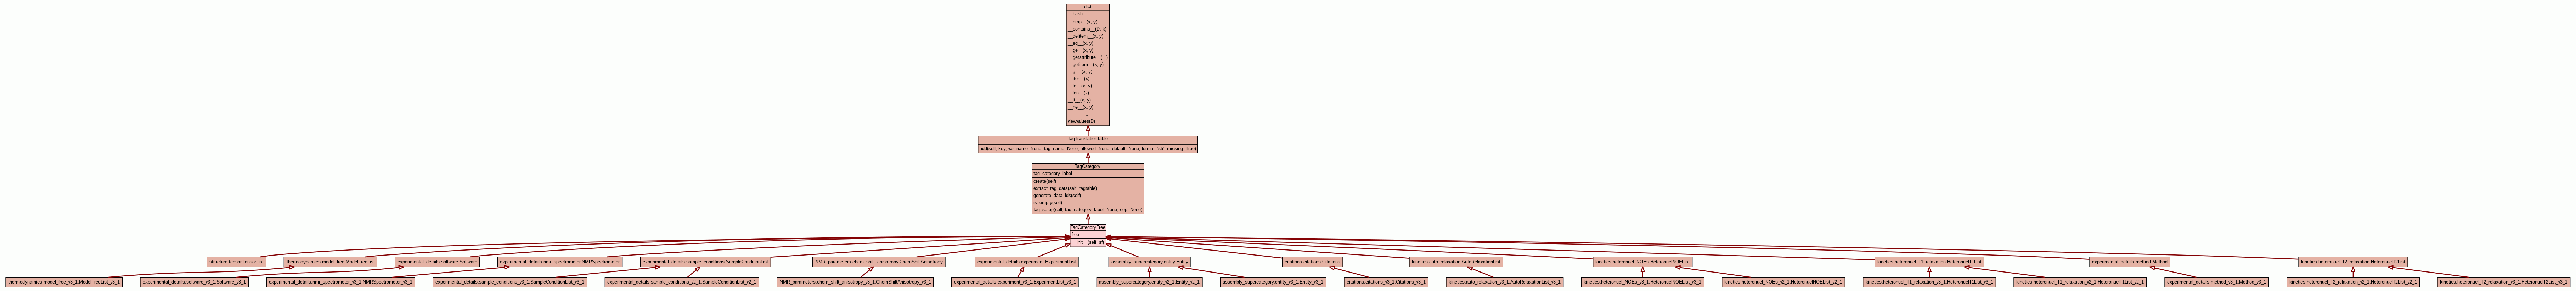 dict
__hash__
__cmp__(x, y)
__contains__(D, k)
__delitem__(x, y)
__eq__(x, y)
__ge__(x, y)
__getattribute__(...)
__getitem__(x, y)
__gt__(x, y)
__iter__(x)
__le__(x, y)
__len__(x)
__lt__(x, y)
__ne__(x, y)
...
viewvalues(D)
TagTranslationTable
add(self, key, var_name=None, tag_name=None, allowed=None, default=None, format='str', missing=True)
TagCategory
tag_category_label
create(self)
extract_tag_data(self, tagtable)
generate_data_ids(self)
is_empty(self)
tag_setup(self, tag_category_label=None, sep=None)
TagCategoryFree
free
__init__(self, sf)
structure.tensor.TensorList
thermodynamics.model_free.ModelFreeList
experimental_details.software.Software
experimental_details.nmr_spectrometer.NMRSpectrometer
experimental_details.sample_conditions.SampleConditionList
NMR_parameters.chem_shift_anisotropy.ChemShiftAnisotropy
experimental_details.experiment.ExperimentList
assembly_supercategory.entity.Entity
citations.citations.Citations
kinetics.auto_relaxation.AutoRelaxationList
kinetics.heteronucl_NOEs.HeteronuclNOEList
kinetics.heteronucl_T1_relaxation.HeteronuclT1List
experimental_details.method.Method
kinetics.heteronucl_T2_relaxation.HeteronuclT2List
thermodynamics.model_free_v3_1.ModelFreeList_v3_1
experimental_details.software_v3_1.Software_v3_1
experimental_details.nmr_spectrometer_v3_1.NMRSpectrometer_v3_1
experimental_details.sample_conditions_v3_1.SampleConditionList_v3_1
experimental_details.sample_conditions_v2_1.SampleConditionList_v2_1
NMR_parameters.chem_shift_anisotropy_v3_1.ChemShiftAnisotropy_v3_1
experimental_details.experiment_v3_1.ExperimentList_v3_1
assembly_supercategory.entity_v2_1.Entity_v2_1
assembly_supercategory.entity_v3_1.Entity_v3_1
citations.citations_v3_1.Citations_v3_1
kinetics.auto_relaxation_v3_1.AutoRelaxationList_v3_1
kinetics.heteronucl_NOEs_v3_1.HeteronuclNOEList_v3_1
kinetics.heteronucl_NOEs_v2_1.HeteronuclNOEList_v2_1
kinetics.heteronucl_T1_relaxation_v3_1.HeteronuclT1List_v3_1
kinetics.heteronucl_T1_relaxation_v2_1.HeteronuclT1List_v2_1
experimental_details.method_v3_1.Method_v3_1
kinetics.heteronucl_T2_relaxation_v2_1.HeteronuclT2List_v2_1
kinetics.heteronucl_T2_relaxation_v3_1.HeteronuclT2List_v3_1